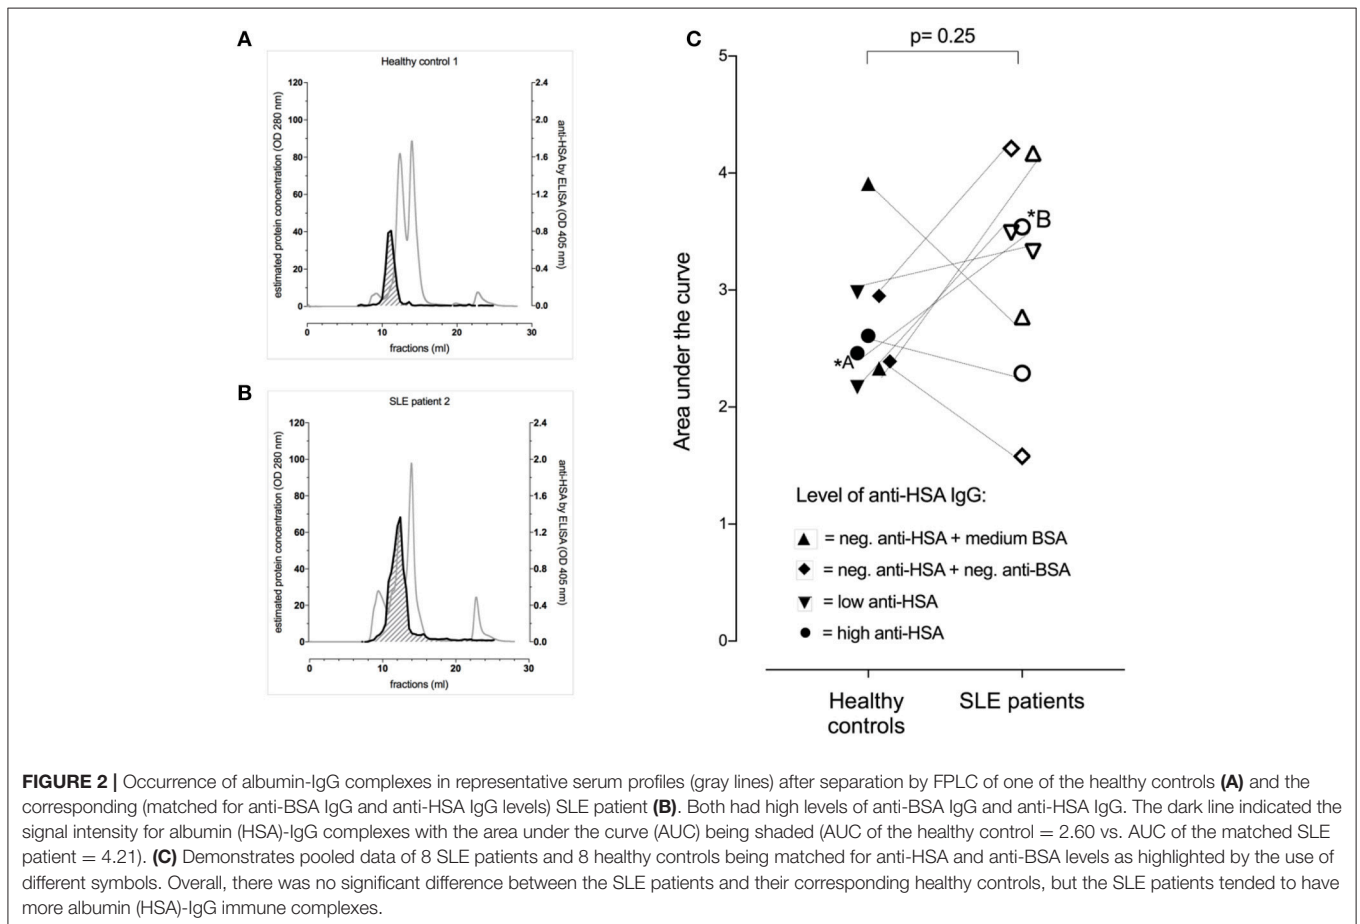 A
Healthy control 1
estimated protein concentration (OD 280 nm)
120
100
80
60
40
20
0
2.4
2.0
1.6
1.2
0.8
0.4
0.0
anti-HSA by ELISA (OD 405 nm)
0 10 20 30
fractions (ml)
B
SLE patient 2
estimated protein concentration (OD 280 nm)
120
100
80
60
40
20
0
2.4
2.0
1.6
1.2
0.8
0.4
0.0
anti-HSA by ELISA (OD 405 nm)
0 10 20 30
fractions (ml)
C
p= 0.25
Area under the curve
5
4
3
2
1
0
*A
*B
Level of anti-HSA IgG:
▲ = neg. anti-HSA + medium BSA
◆ = neg. anti-HSA + neg. anti-BSA
▼ = low anti-HSA
● = high anti-HSA
Healthy
controls
SLE patients
FIGURE 2 | Occurrence of albumin-IgG complexes in representative serum profiles (gray lines) after separation by FPLC of one of the healthy controls (A) and the
corresponding (matched for anti-BSA IgG and anti-HSA IgG levels) SLE patient (B). Both had high levels of anti-BSA IgG and anti-HSA IgG. The dark line indicated the
signal intensity for albumin (HSA)-IgG complexes with the area under the curve (AUC) being shaded (AUC of the healthy control = 2.60 vs. AUC of the matched SLE
patient = 4.21). (C) Demonstrates pooled data of 8 SLE patients and 8 healthy controls being matched for anti-HSA and anti-BSA levels as highlighted by the use of
different symbols. Overall, there was no significant difference between the SLE patients and their corresponding healthy controls, but the SLE patients tended to have
more albumin (HSA)-IgG immune complexes.